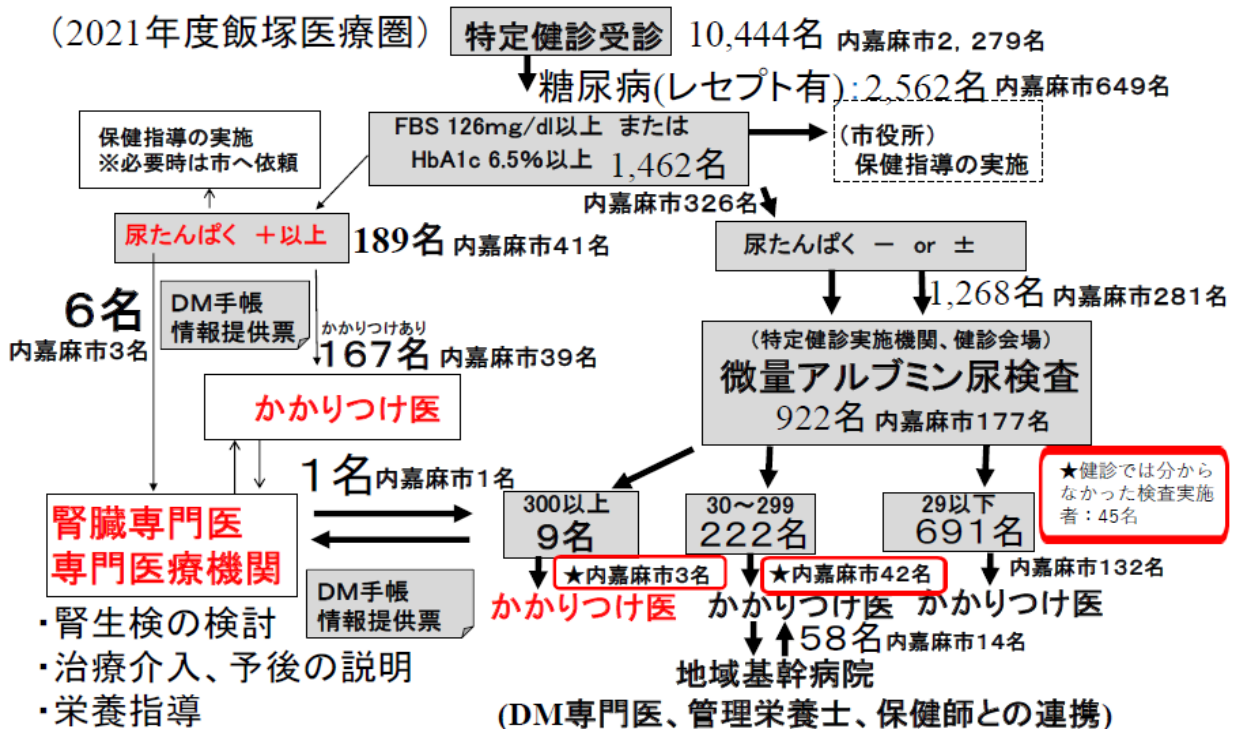 (2021年度飯塚医療圏)
特定健診受診
10,444名 内嘉麻市2, 279名
糖尿病(レセプト有):2,562名 内嘉麻市649名
FBS 126mg/dl以上 または
HbA1c 6.5%以上 1,462名
内嘉麻市326名
(市役所)
保健指導の実施
保健指導の実施
※必要時は市へ依頼
尿たんぱく +以上
189名 内嘉麻市41名
尿たんぱく － or ±
1,268名 内嘉麻市281名
6名
内嘉麻市3名
DM手帳
情報提供票
かかりつけあり
167名 内嘉麻市39名
かかりつけ医
(特定健診実施機関、健診会場)
微量アルブミン尿検査
922名 内嘉麻市177名
★健診では分から
なかった検査実施
者：45名
1名内嘉麻市1名
腎臓専門医
専門医療機関
300以上
9名
30～299
222名
29以下
691名
★内嘉麻市3名
★内嘉麻市42名
内嘉麻市132名
かかりつけ医
かかりつけ医
かかりつけ医
DM手帳
情報提供票
58名 内嘉麻市14名
地域基幹病院
(DM専門医、管理栄養士、保健師との連携)
・腎生検の検討
・治療介入、予後の説明
・栄養指導